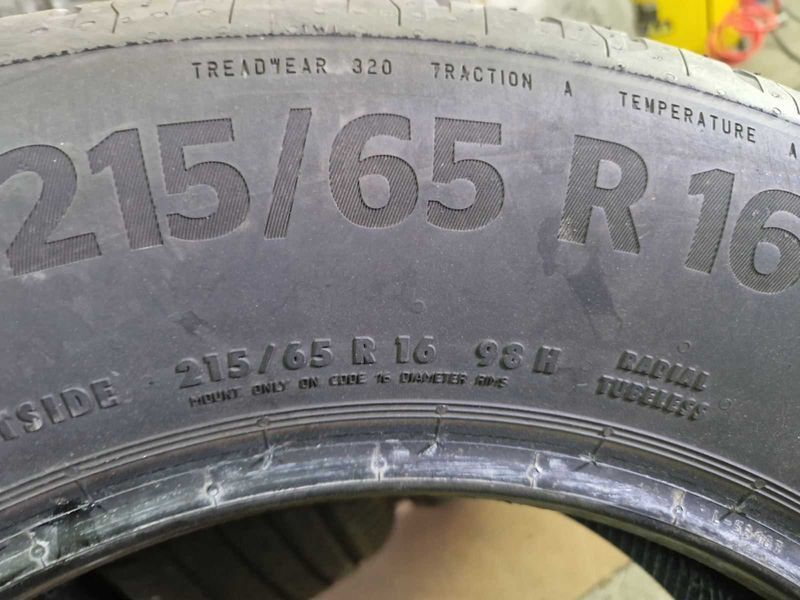 TWI
TREADWEAR 320 TRACTION A TEMPERATURE A
215/65 R 16
TSIDE 215/65 R 16 98 H RADIAL
MOUNT ONLY ON CODE 16 DIAMETER RIMS TUBELESS